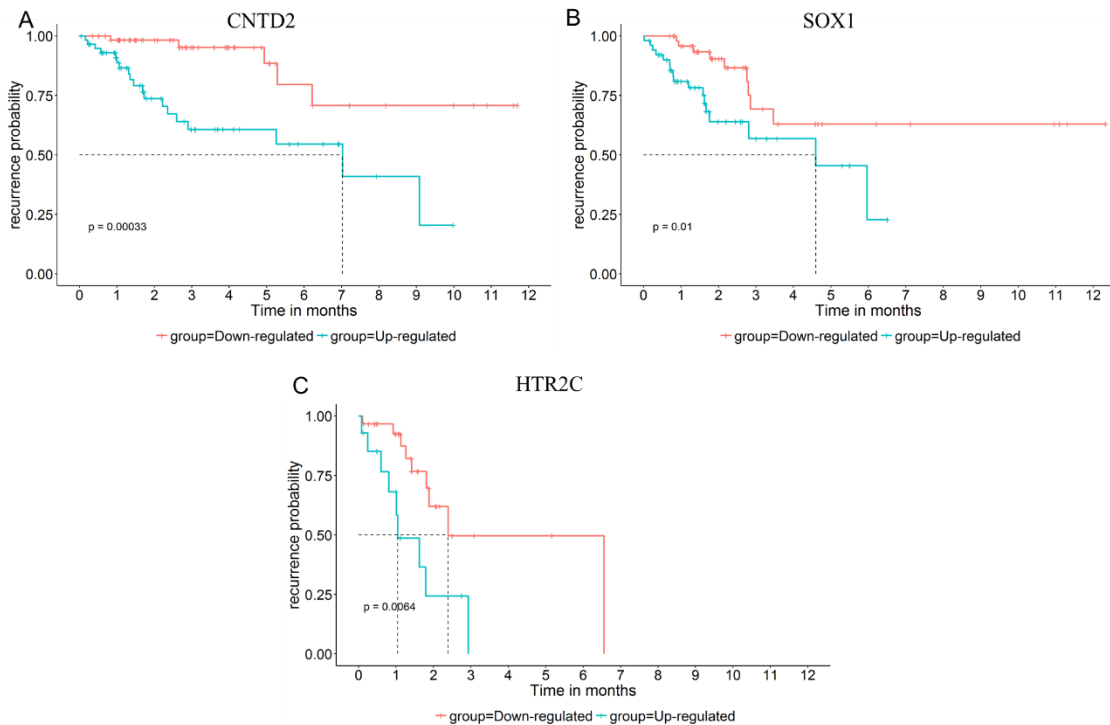 A
CNTD2
recurrence probability
1.00
0.75
0.50
0.25
0.00
p = 0.00033
0 1 2 3 4 5 6 7 8 9 10 11 12
Time in months
group=Down-regulated group=Up-regulated
B
SOX1
recurrence probability
1.00
0.75
0.50
0.25
0.00
p = 0.01
0 1 2 3 4 5 6 7 8 9 10 11 12
Time in months
group=Down-regulated group=Up-regulated
C
HTR2C
recurrence probability
1.00
0.75
0.50
0.25
0.00
p = 0.0064
0 1 2 3 4 5 6 7 8 9 10 11 12
Time in months
group=Down-regulated group=Up-regulated